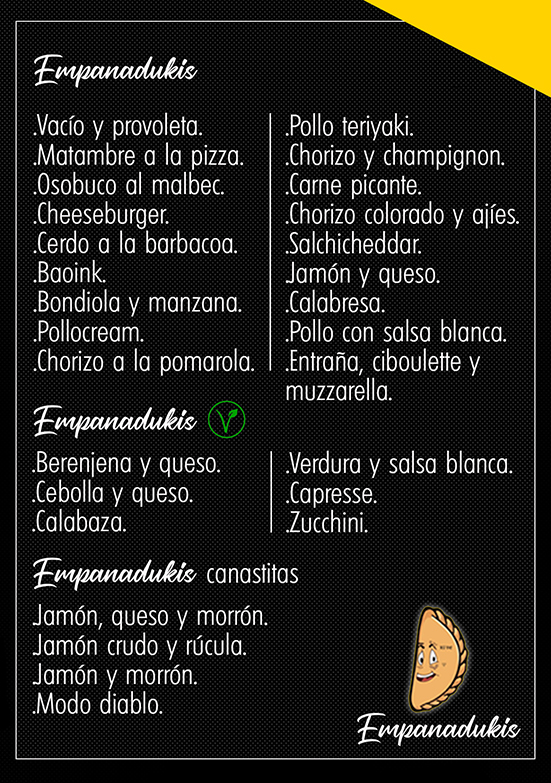 Empanadukis
.Vacío y provoleta.
.Matambre a la pizza.
.Osobuco al malbec.
.Cheeseburger.
.Cerdo a la barbacoa.
.Baoink.
.Bondiola y manzana.
.Pollocream.
.Chorizo a la pomarola.
.Pollo teriyaki.
.Chorizo y champignon.
.Carne picante.
.Chorizo colorado y ajíes.
.Salchicheddar.
.Jamón y queso.
.Calabresa.
.Pollo con salsa blanca.
.Entraña, ciboulette y
muzzarella.
Empanadukis
.Berenjena y queso.
.Cebolla y queso.
.Calabaza.
.Verdura y salsa blanca.
.Capresse.
.Zucchini.
Empanadukis canastitas
.Jamón, queso y morrón.
.Jamón crudo y rúcula.
.Jamón y morrón.
.Modo diablo.
Empanadukis